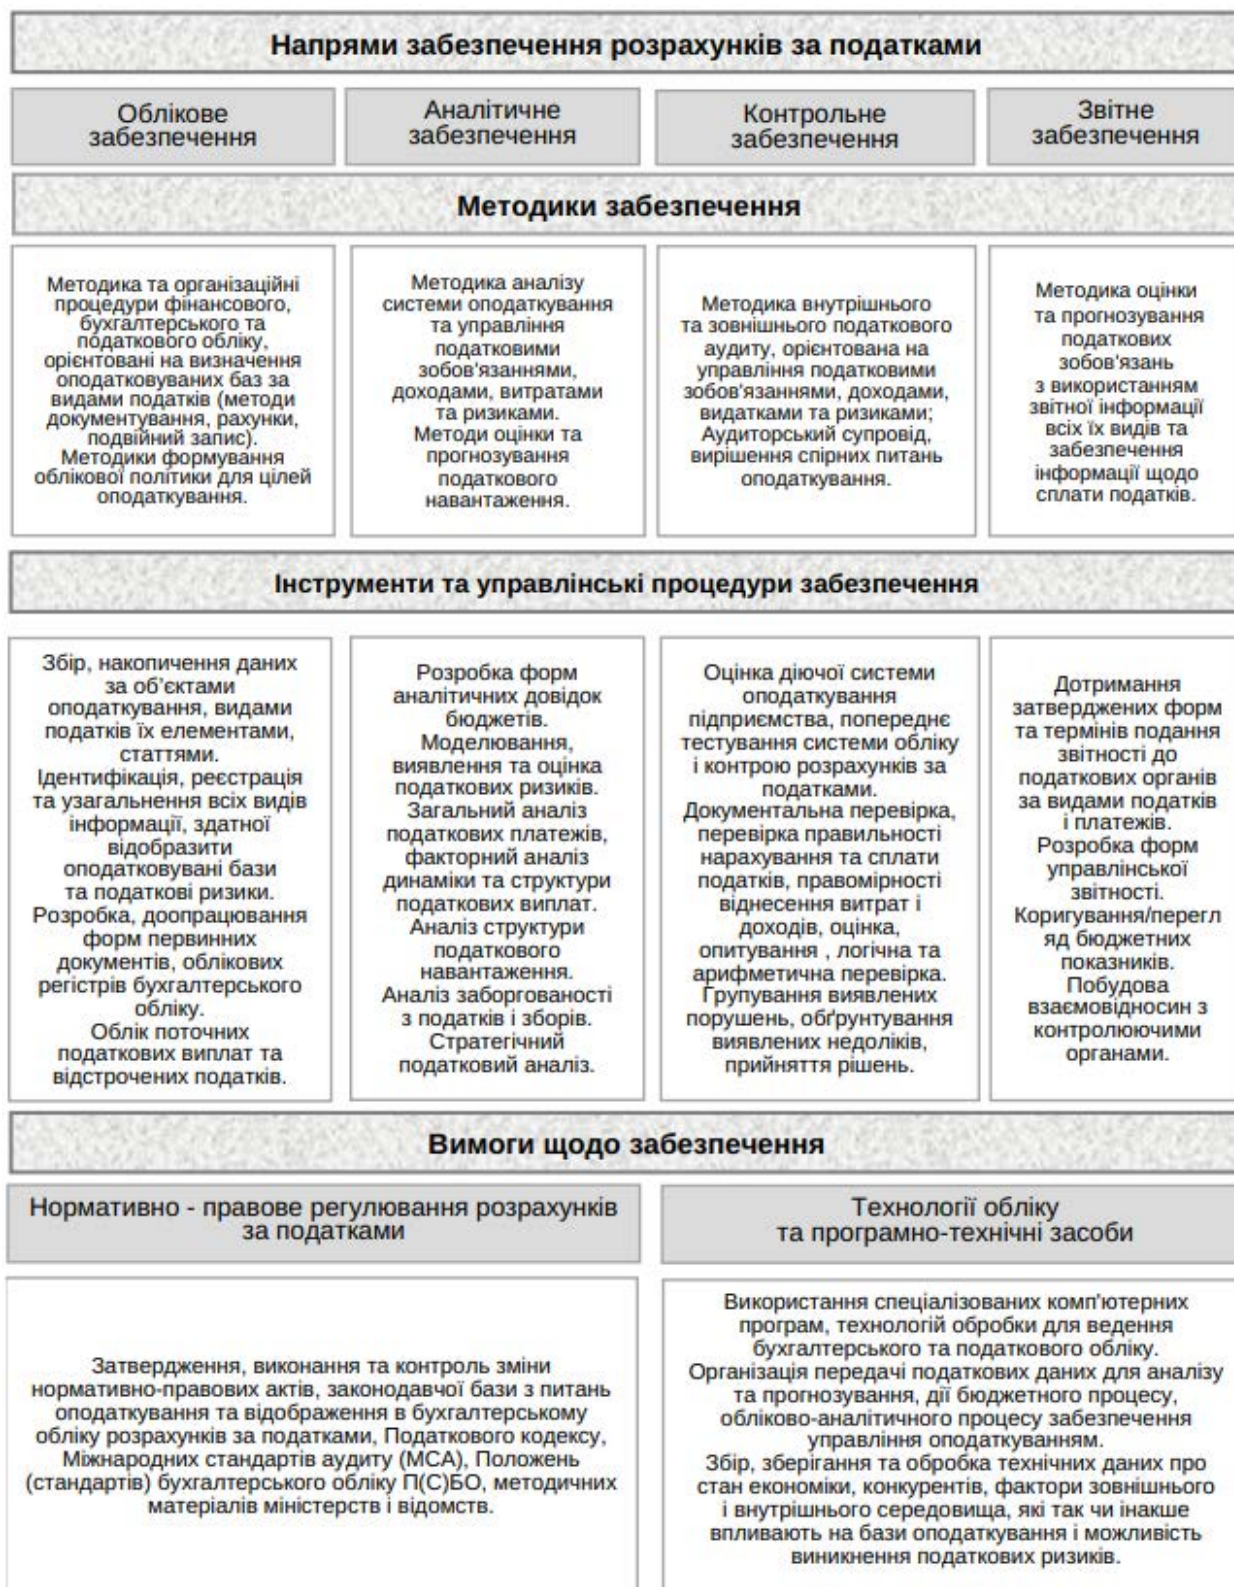 Напрями забезпечення розрахунків за податками
Облікове
забезпечення
Аналітичне
забезпечення
Контрольне
забезпечення
Звітне
забезпечення
Методики забезпечення
Методика та організаційні
процедури фінансового,
бухгалтерського та
податкового обліку,
орієнтовані на визначення
оподатковуваних баз за
видами податків (методи
документування, рахунки,
подвійний запис).
Методики формування
облікової політики для цілей
оподаткування.
Методика аналізу
системи оподаткування
та управління
податковими
зобов'язаннями,
доходами, витратами
та ризиками.
Методи оцінки та
прогнозування
податкового
навантаження.
Методика внутрішнього
та зовнішнього податкового
аудиту, орієнтована на
управління податковими
зобов'язаннями, доходами,
видатками та ризиками;
Аудиторський супровід,
вирішення спірних питань
оподаткування.
Методика оцінки
та прогнозування
податкових
зобов'язань
з використанням
звітної інформації
всіх їх видів та
забезпечення
інформації щодо
сплати податків.
Інструменти та управлінські процедури забезпечення
Збір, накопичення даних
за об'єктами
оподаткування, видами
податків їх елементами,
статтями.
Ідентифікація, реєстрація
та узагальнення всіх видів
інформації, здатної
відобразити
оподатковувані бази
та податкові ризики.
Розробка, доопрацювання
форм первинних
документів, облікових
регістрів бухгалтерського
обліку.
Облік поточних
податкових виплат та
відстрочених податків.
Розробка форм
аналітичних довідок
бюджетів.
Моделювання,
виявлення та оцінка
податкових ризиків.
Загальний аналіз
податкових платежів,
факторний аналіз
динаміки та структури
податкових виплат.
Аналіз структури
податкового
навантаження.
Аналіз заборгованості
з податків і зборів.
Стратегічний
податковий аналіз.
Оцінка діючої системи
оподаткування
підприємства, попереднє
тестування системи обліку
і контрою розрахунків за
податками.
Документальна перевірка,
перевірка правильності
нарахування та сплати
податків, правомірності
віднесення витрат і
доходів, оцінка,
опитування , логічна та
арифметична перевірка.
Групування виявлених
порушень, обґрунтування
виявлених недоліків,
прийняття рішень.
Дотримання
затверджених форм
та термінів подання
звітності до
податкових органів
за видами податків
і платежів.
Розробка форм
управлінської
звітності.
Коригування/перегл
яд бюджетних
показників.
Побудова
взаємовідносин з
контролюючими
органами.
Вимоги щодо забезпечення
Нормативно - правове регулювання розрахунків
за податками
Технології обліку
та програмно-технічні засоби
Затвердження, виконання та контроль зміни
нормативно-правових актів, законодавчої бази з питань
оподаткування та відображення в бухгалтерському
обліку розрахунків за податками, Податкового кодексу,
Міжнародних стандартів аудиту (МСА), Положень
(стандартів) бухгалтерського обліку П(С)БО, методичних
матеріалів міністерств і відомств.
Використання спеціалізованих комп'ютерних
програм, технологій обробки для ведення
бухгалтерського та податкового обліку.
Організація передачі податкових даних для аналізу
та прогнозування, дії бюджетного процесу,
обліково-аналітичного процесу забезпечення
управління оподаткуванням.
Збір, зберігання та обробка технічних даних про
стан економіки, конкурентів, фактори зовнішнього
і внутрішнього середовища, які так чи інакше
впливають на бази оподаткування і можливість
виникнення податкових ризиків.